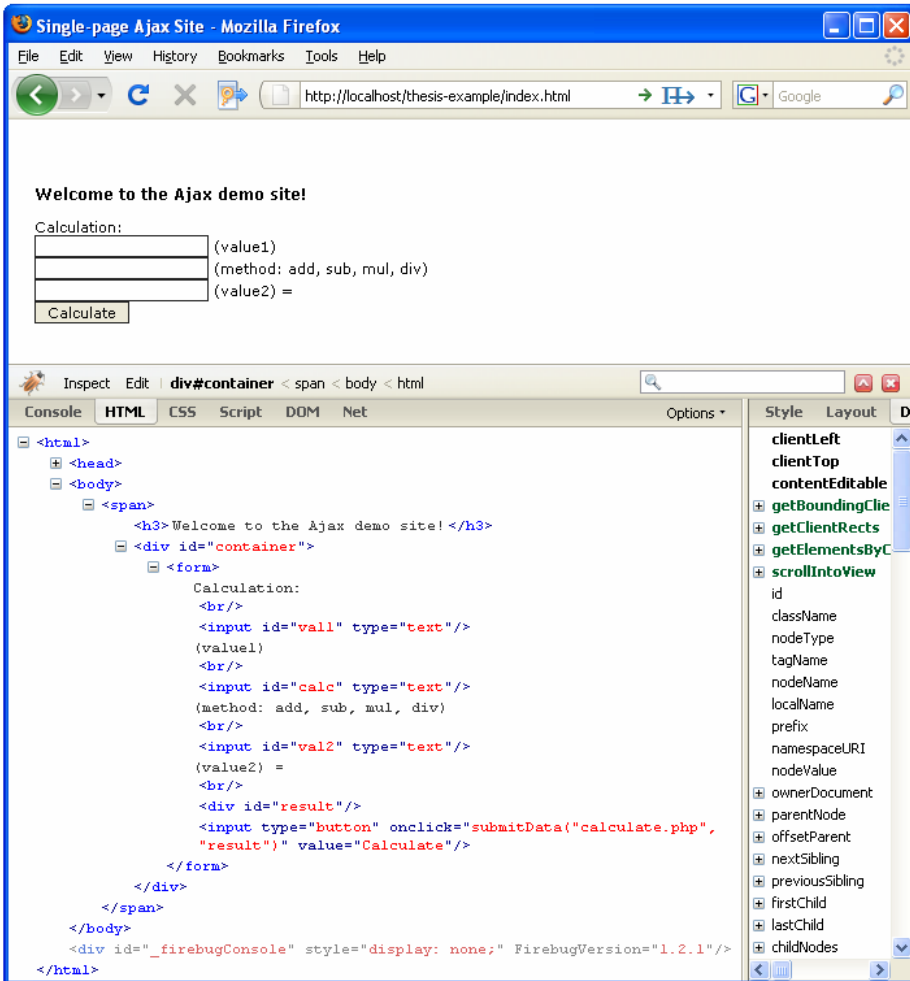 Single-page Ajax Site - Mozilla Firefox
File Edit View History Bookmarks Tools Help
http://localhost/thesis-example/index.html
G Google
Welcome to the Ajax demo site!
Calculation:
(value1)
(method: add, sub, mul, div)
(value2) =
Calculate
Inspect Edit div#container < span < body < html
Console HTML CSS Script DOM Net Options
<html>
<head>
<body>
<span>
<h3>Welcome to the Ajax demo site!</h3>
<div id="container">
<form>
Calculation:
<br/>
<input id="val1" type="text"/>
(value1)
<br/>
<input id="calc" type="text"/>
(method: add, sub, mul, div)
<br/>
<input id="val2" type="text"/>
(value2) =
<br/>
<div id="result"/>
<input type="button" onclick="submitData("calculate.php",
"result")" value="Calculate"/>
</form>
</div>
</span>
</body>
<div id="_firebugConsole" style="display: none;" FirebugVersion="1.2.1"/>
</html>
Style Layout D
clientLeft
clientTop
contentEditable
getBoundingClie
getClientRects
getElementsByC
scrollIntoView
id
className
nodeType
tagName
nodeName
localName
prefix
namespaceURI
nodeValue
ownerDocument
parentNode
offsetParent
nextSibling
previousSibling
firstChild
lastChild
childNodes